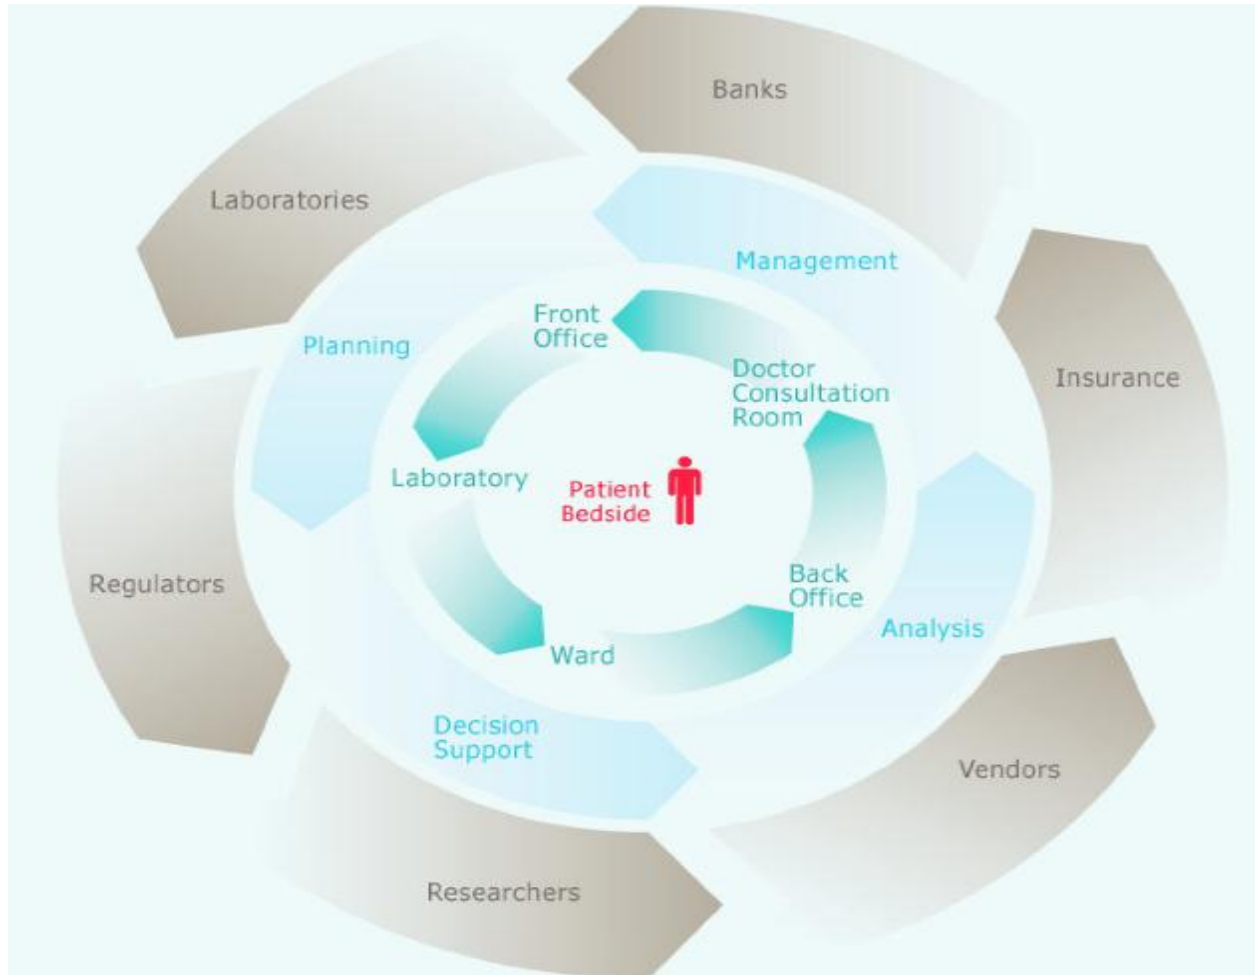 Banks
Laboratories
Management
Front
Office
Planning
Doctor
Consultation
Room
Insurance
Laboratory
Patient
Bedside
Back
Office
Regulators
Analysis
Ward
Decision
Support
Vendors
Researchers